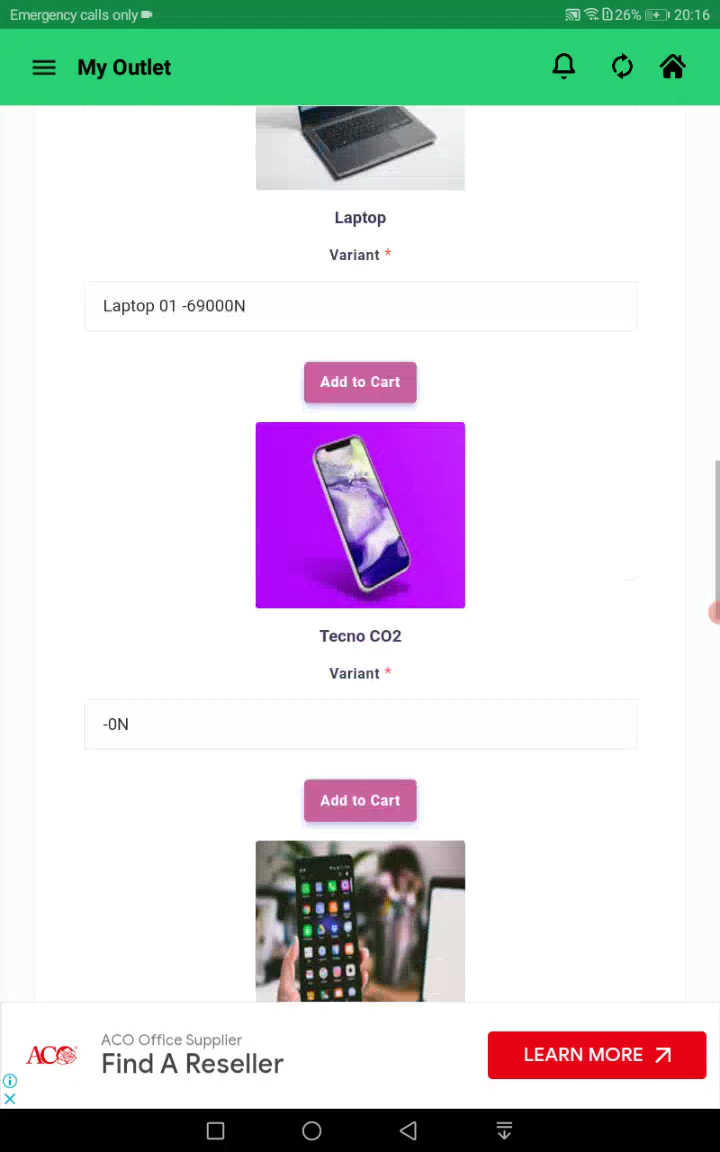 Emergency calls only
26% 20:16
My Outlet
Laptop
Variant *
Laptop 01 -69000N
Add to Cart
Tecno CO2
Variant *
-0N
Add to Cart
ACO
ACO Office Supplier
Find A Reseller
LEARN MORE